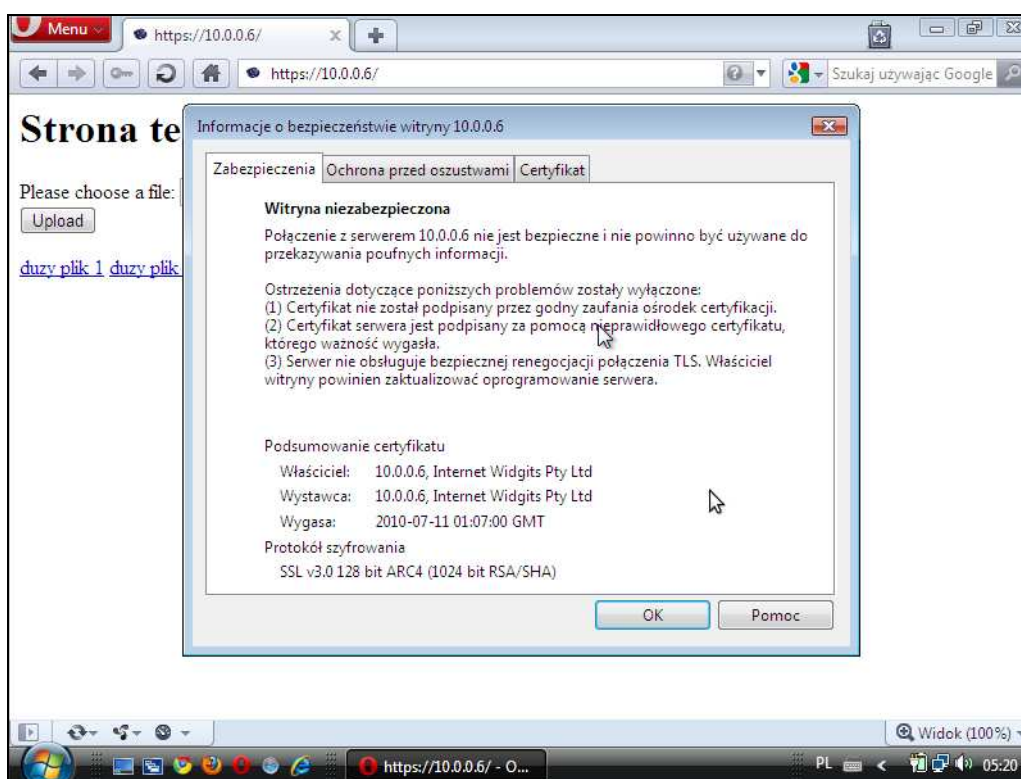 Menu
https://10.0.0.6/
https://10.0.0.6/
Szukaj używając Google
Strona te
Please choose a file:
Upload
duzy plik 1 duzy plik
Informacje o bezpieczeństwie witryny 10.0.0.6
Zabezpieczenia Ochrona przed oszustwami Certyfikat
Witryna niezabezpieczona
Połączenie z serwerem 10.0.0.6 nie jest bezpieczne i nie powinno być używane do
przekazywania poufnych informacji.
Ostrzeżenia dotyczące poniższych problemów zostały wyłączone:
(1) Certyfikat nie został podpisany przez godny zaufania ośrodek certyfikacji.
(2) Certyfikat serwera jest podpisany za pomocą nieprawidłowego certyfikatu,
którego ważność wygasła.
(3) Serwer nie obsługuje bezpiecznej renegocjacji połączenia TLS. Właściciel
witryny powinien zaktualizować oprogramowanie serwera.
Podsumowanie certyfikatu
Właściciel: 10.0.0.6, Internet Widgits Pty Ltd
Wystawca: 10.0.0.6, Internet Widgits Pty Ltd
Wygasa: 2010-07-11 01:07:00 GMT
Protokół szyfrowania
SSL v3.0 128 bit ARC4 (1024 bit RSA/SHA)
OK Pomoc
Widok (100%)
https://10.0.0.6/ - O...
PL
05:20